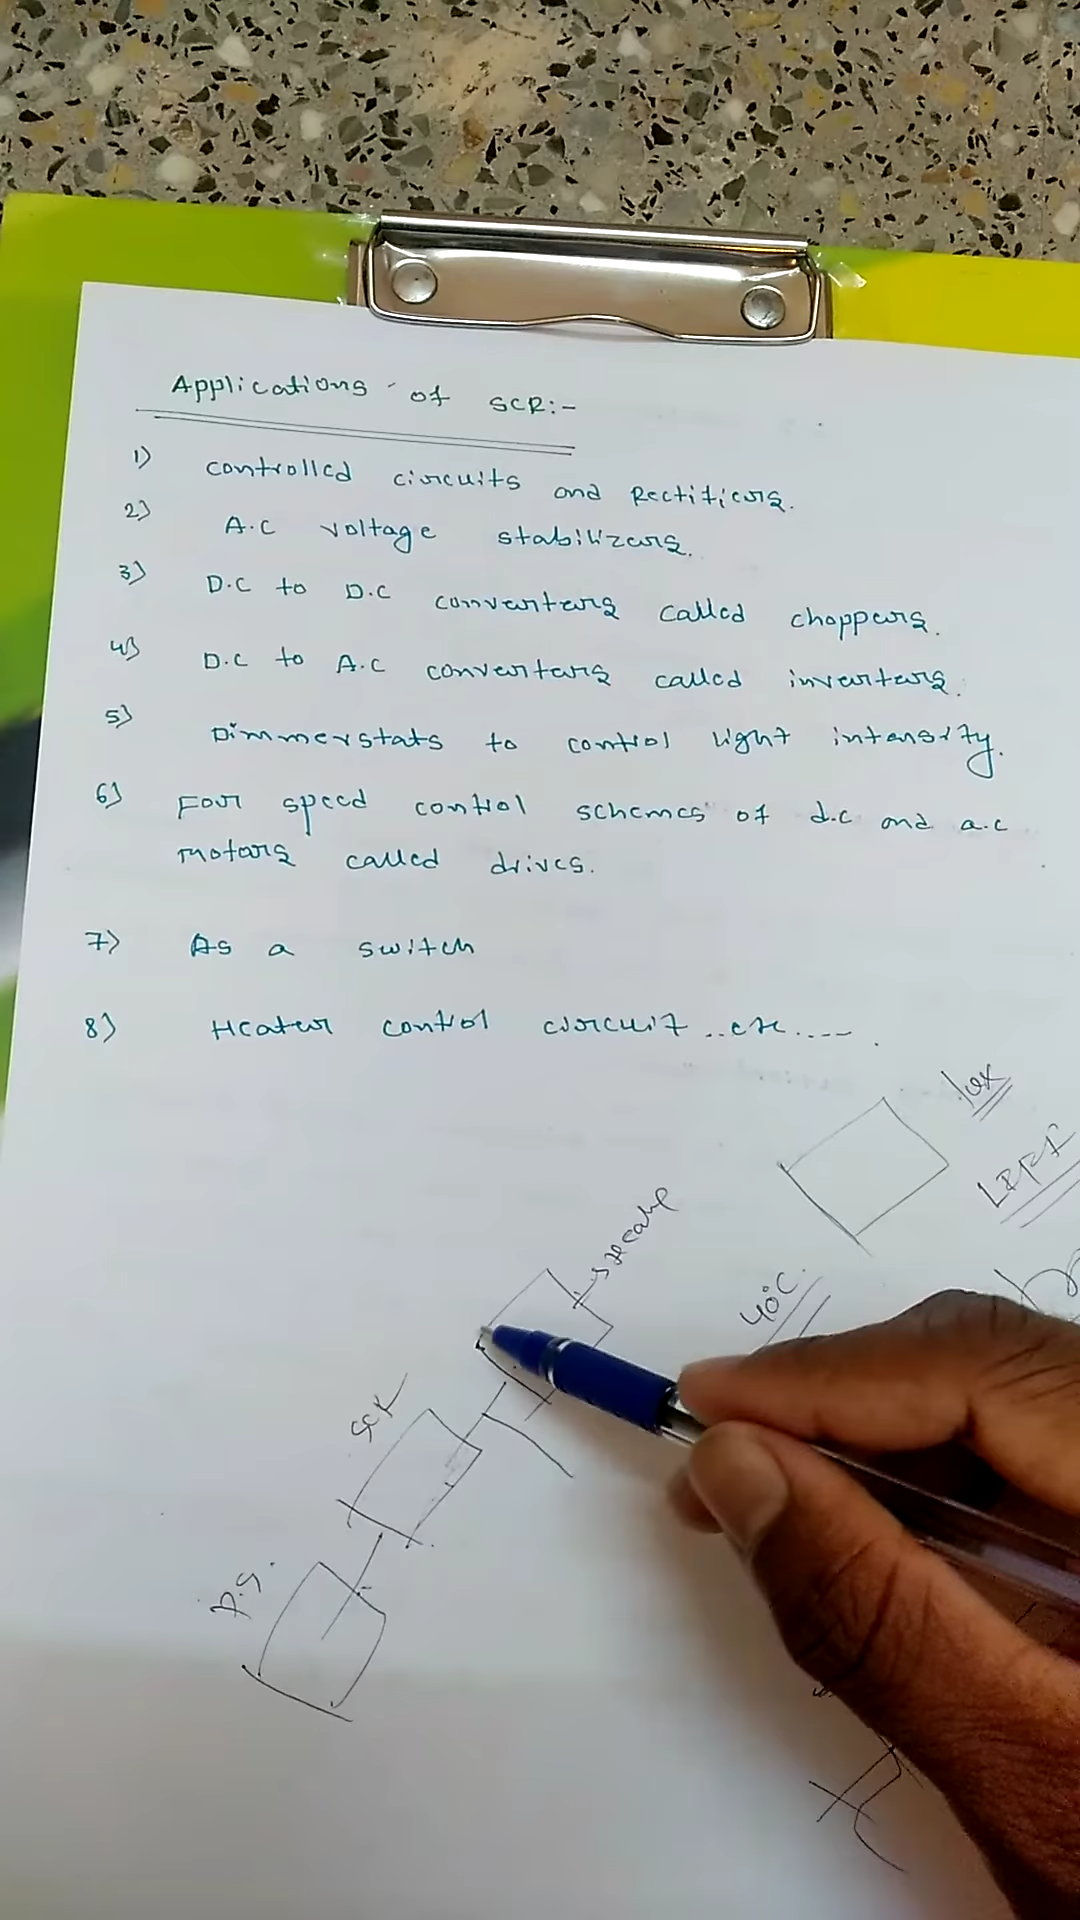 Applications of SCR:-
1) controlled circuits and Rectifiers.
2) A.C voltage stabilizers.
3) D.C to D.C converters called choppers.
4) D.C to A.C converters called inverters.
5) Dimmerstats to control light intensity.
6) For speed control schemes of d.c and a.c
motors called drives.
7) As a switch
8) Heater control circuit ..etc....
40°C.
SCR
P.S.